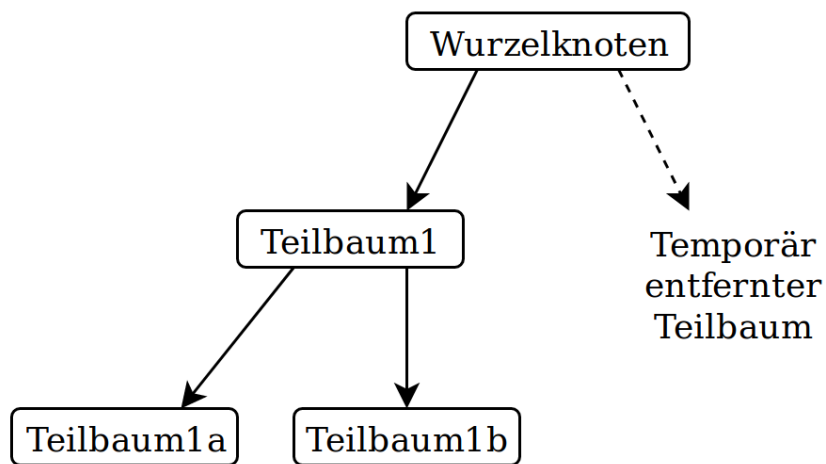 Wurzelknoten
Teilbaum1
Temporär
entfernter
Teilbaum
Teilbaum1a
Teilbaum1b